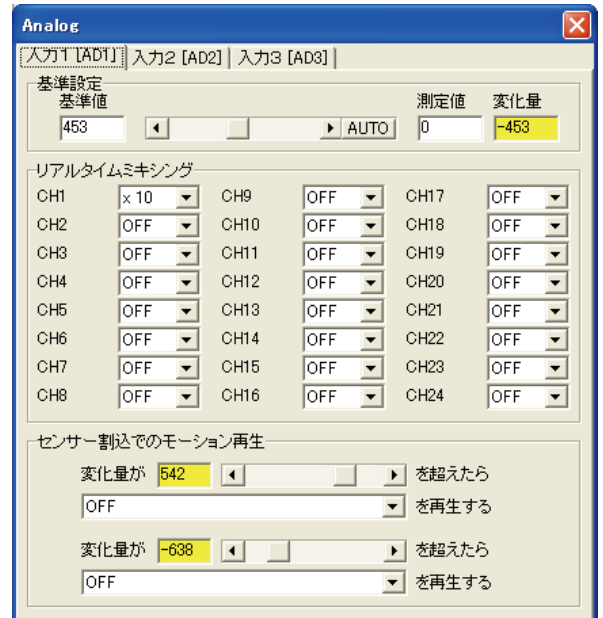 Analog
入力1 [AD1] 入力2 [AD2] 入力3 [AD3]
基準設定
基準値 測定値 変化量
453 AUTO 0 -453
リアルタイムミキシング
CH1 x 10 CH9 OFF CH17 OFF
CH2 OFF CH10 OFF CH18 OFF
CH3 OFF CH11 OFF CH19 OFF
CH4 OFF CH12 OFF CH20 OFF
CH5 OFF CH13 OFF CH21 OFF
CH6 OFF CH14 OFF CH22 OFF
CH7 OFF CH15 OFF CH23 OFF
CH8 OFF CH16 OFF CH24 OFF
センサー割込でのモーション再生
変化量が 542 を超えたら
OFF を再生する
変化量が -638 を超えたら
OFF を再生する